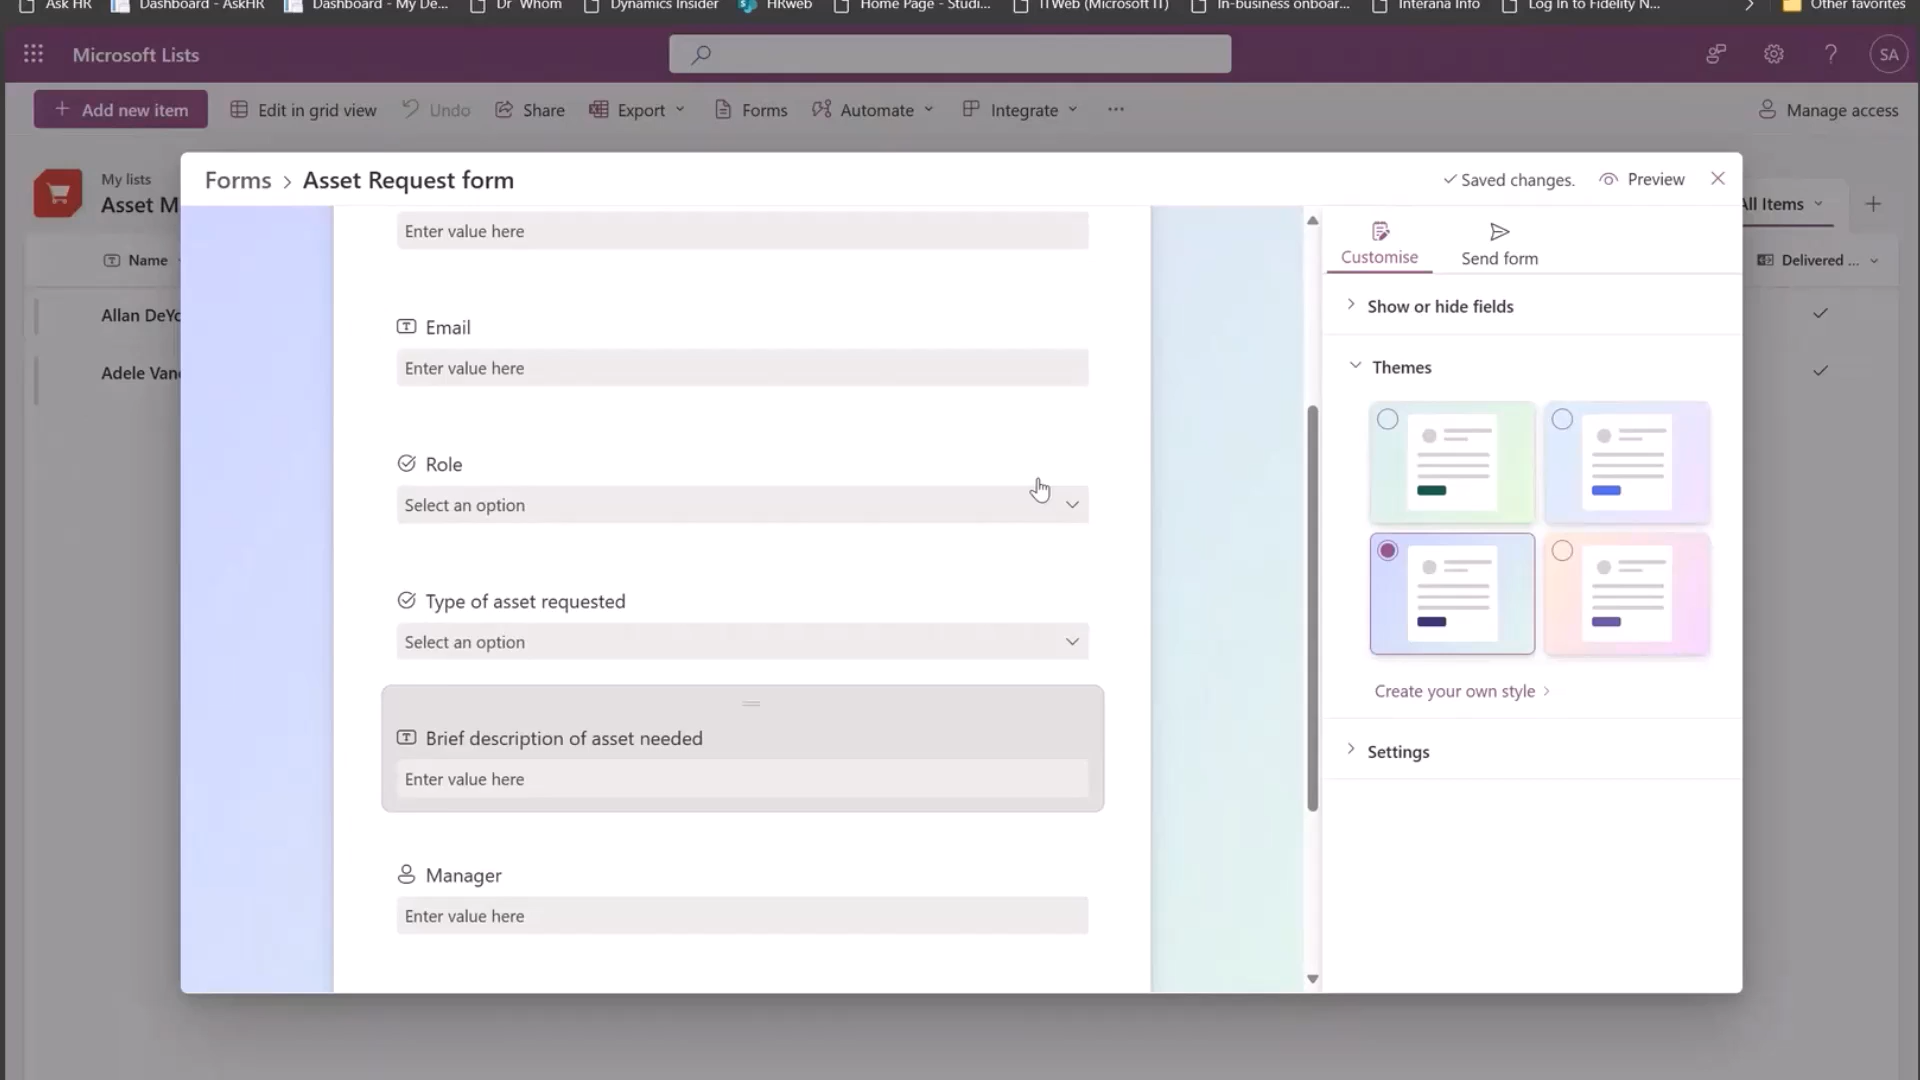 Ask HR Dashboard - AskHR Dashboard - My De... Dr Whom Dynamics Insider HRweb Home Page - Studi... ITWeb (Microsoft IT) In-business onboar... Interana Info Log In to Fidelity N... Other favorites
Microsoft Lists SA
Add new item Edit in grid view Undo Share Export Forms Automate Integrate Manage access
Forms > Asset Request form Saved changes. Preview
My lists
Asset M All Items
Name Delivered ...
Allan DeYo
Adele Vanc
Enter value here
Email
Enter value here
Role
Select an option
Type of asset requested
Select an option
Brief description of asset needed
Enter value here
Manager
Enter value here
Customise Send form
Show or hide fields
Themes
Create your own style
Settings